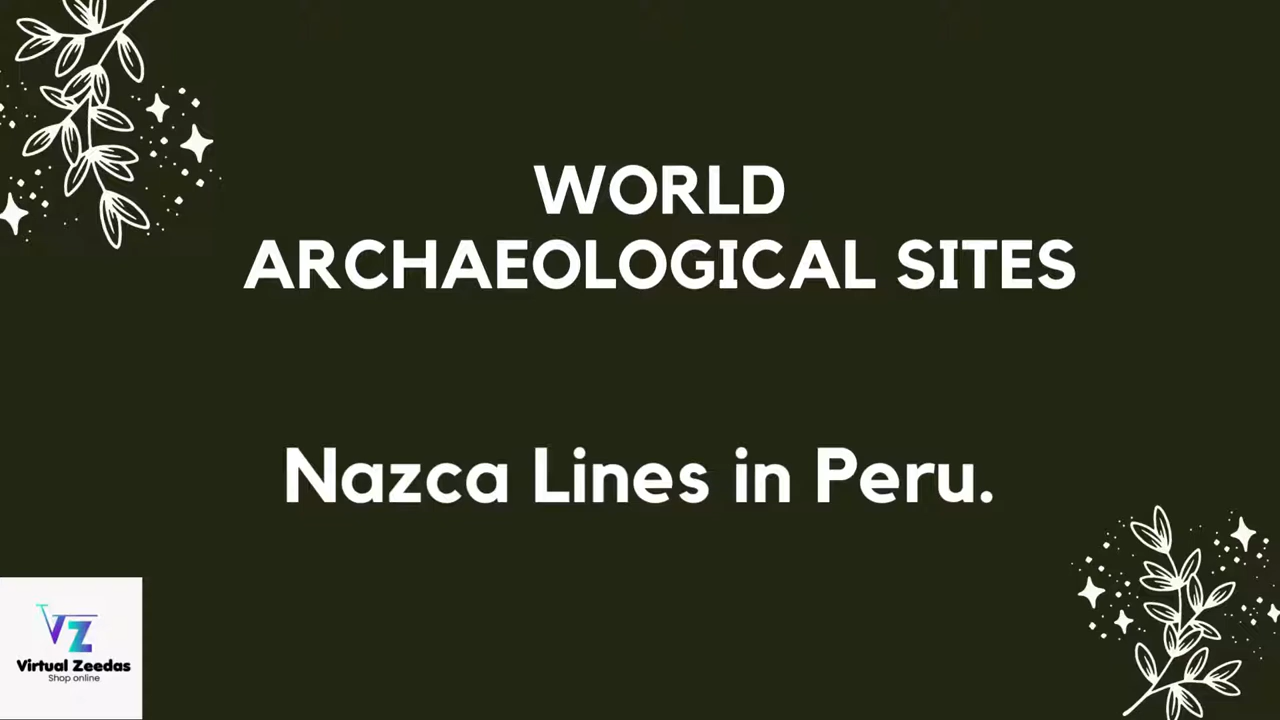 WORLD
ARCHAEOLOGICAL SITES
Nazca Lines in Peru.
VZ
Virtual Zeedas
Shop online